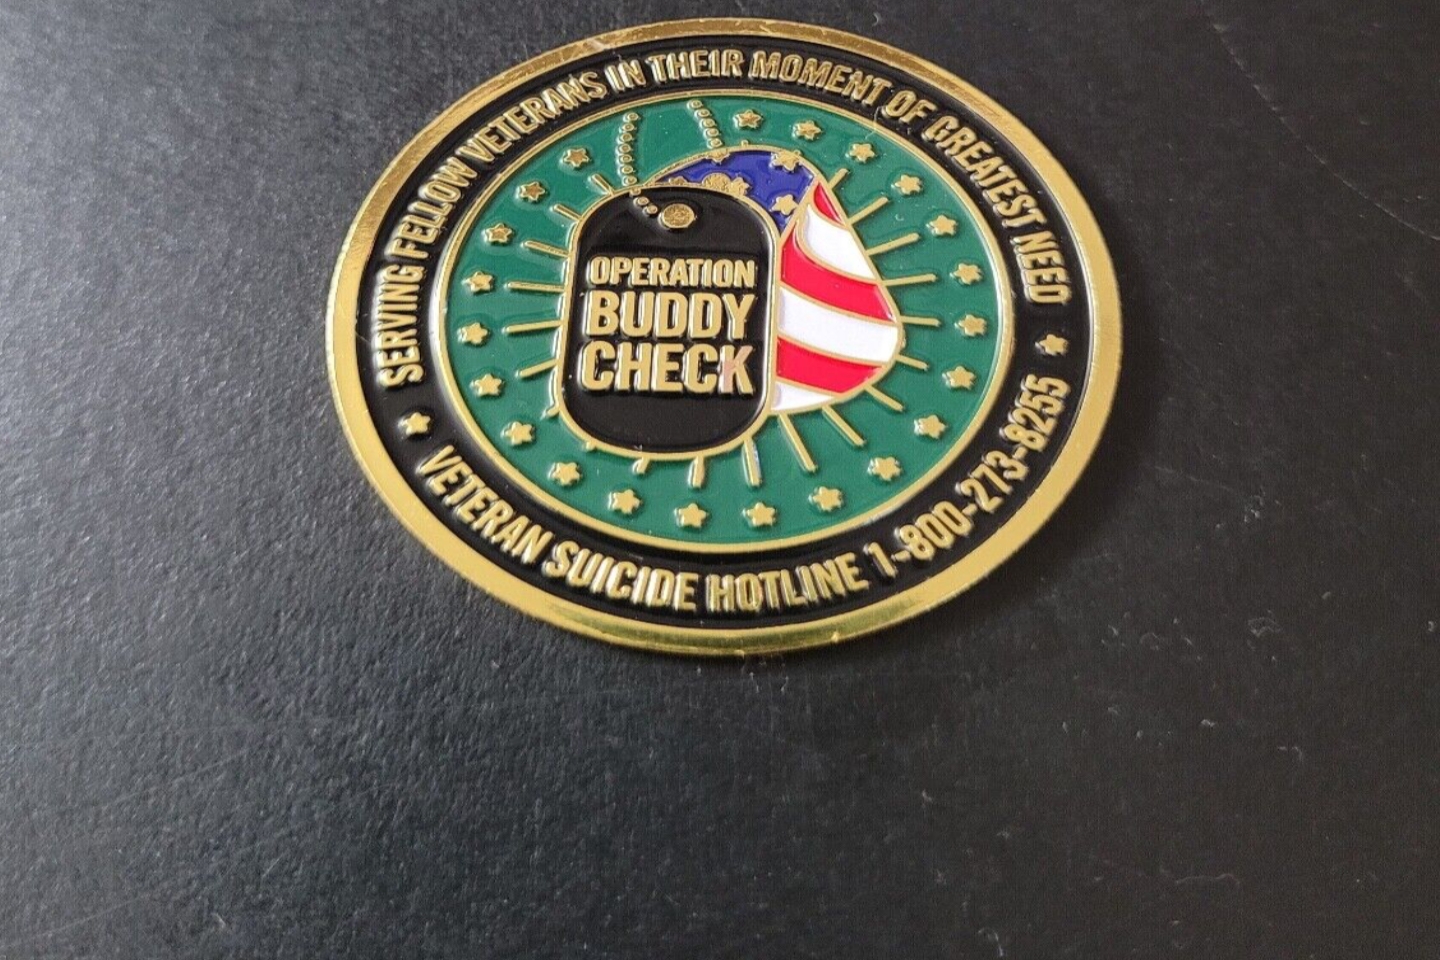 SERVING FELLOW VETERANS IN THEIR MOMENT OF GREATEST NEED
OPERATION
BUDDY
CHECK
VETERAN SUICIDE HOTLINE 1-800-273-8255